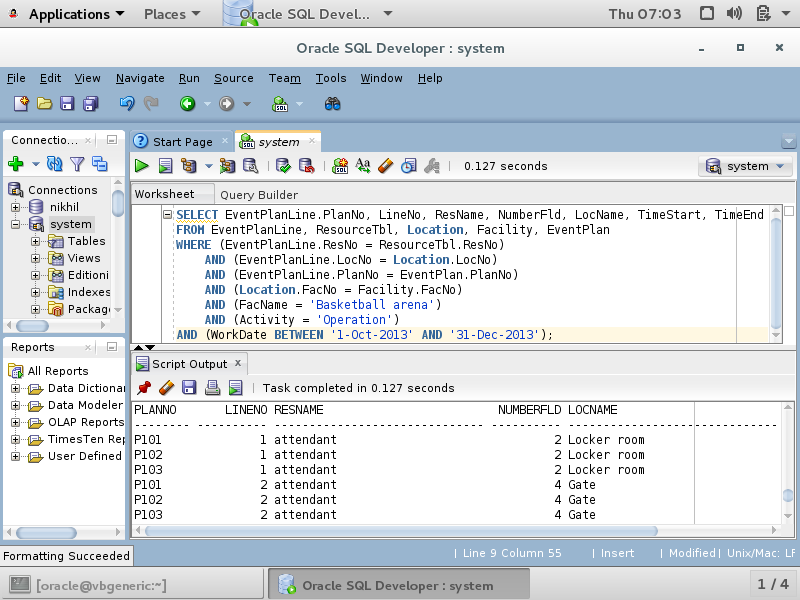 Applications Places Oracle SQL Devel... Thu 07:03
Oracle SQL Developer : system
File Edit View Navigate Run Source Team Tools Window Help
Connectio... × Start Page × system ×
0.127 seconds system
Connections
nikhil
system
Tables
Views
Editioni
Indexes
Packag
Worksheet Query Builder
SELECT EventPlanLine.PlanNo, LineNo, ResName, NumberFld, LocName, TimeStart, TimeEnd
FROM EventPlanLine, ResourceTbl, Location, Facility, EventPlan
WHERE (EventPlanLine.ResNo = ResourceTbl.ResNo)
AND (EventPlanLine.LocNo = Location.LocNo)
AND (EventPlanLine.PlanNo = EventPlan.PlanNo)
AND (Location.FacNo = Facility.FacNo)
AND (FacName = 'Basketball arena')
AND (Activity = 'Operation')
AND (WorkDate BETWEEN '1-Oct-2013' AND '31-Dec-2013');
Reports ×
All Reports
Data Dictionar
Data Modeler
OLAP Reports
TimesTen Rep
User Defined
Script Output ×
Task completed in 0.127 seconds
PLANNO LINENO RESNAME NUMBERFLD LOCNAME
P101 1 attendant 2 Locker room
P102 1 attendant 2 Locker room
P103 1 attendant 2 Locker room
P101 2 attendant 4 Gate
P102 2 attendant 4 Gate
P103 2 attendant 4 Gate
Formatting Succeeded | Line 9 Column 55 | Insert | Modified | Unix/Mac: LF
[oracle@vbgeneric:~] Oracle SQL Developer : system 1 / 4